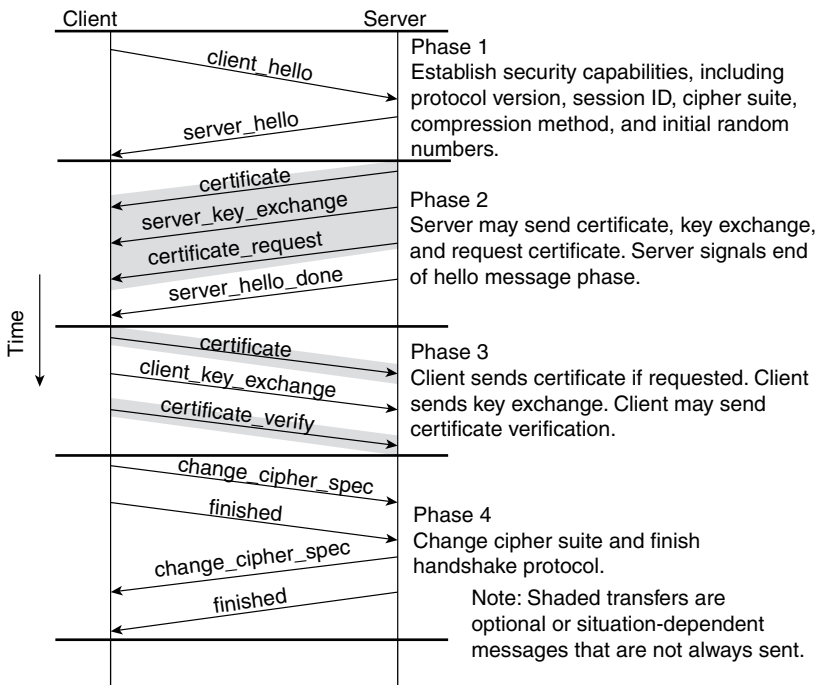 Client
Server
client_hello
server_hello
Phase 1
Establish security capabilities, including
protocol version, session ID, cipher suite,
compression method, and initial random
numbers.
certificate
server_key_exchange
certificate_request
server_hello_done
Phase 2
Server may send certificate, key exchange,
and request certificate. Server signals end
of hello message phase.
Time
certificate
client_key_exchange
certificate_verify
Phase 3
Client sends certificate if requested. Client
sends key exchange. Client may send
certificate verification.
change_cipher_spec
finished
change_cipher_spec
finished
Phase 4
Change cipher suite and finish
handshake protocol.
Note: Shaded transfers are
optional or situation-dependent
messages that are not always sent.